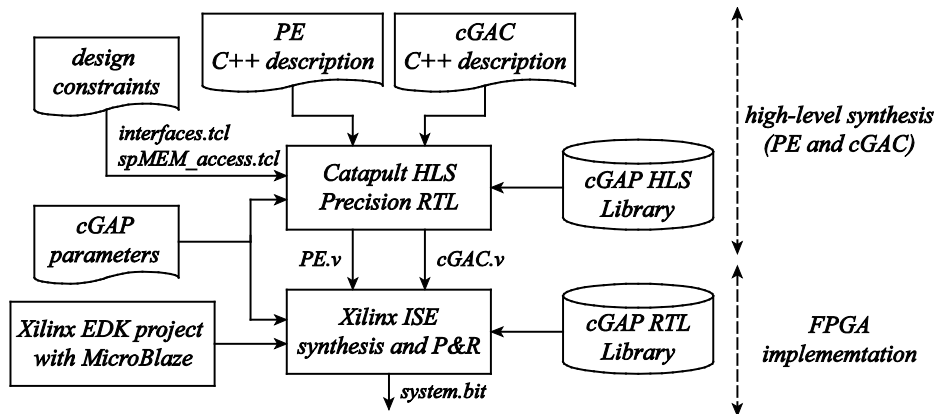 PE
C++ description
cGAC
C++ description
design
constraints
interfaces.tcl
spMEM_access.tcl
high-level synthesis
(PE and cGAC)
Catapult HLS
Precision RTL
cGAP HLS
Library
cGAP
parameters
PE.v
cGAC.v
Xilinx EDK project
with MicroBlaze
Xilinx ISE
synthesis and P&R
cGAP RTL
Library
FPGA
implememtation
system.bit